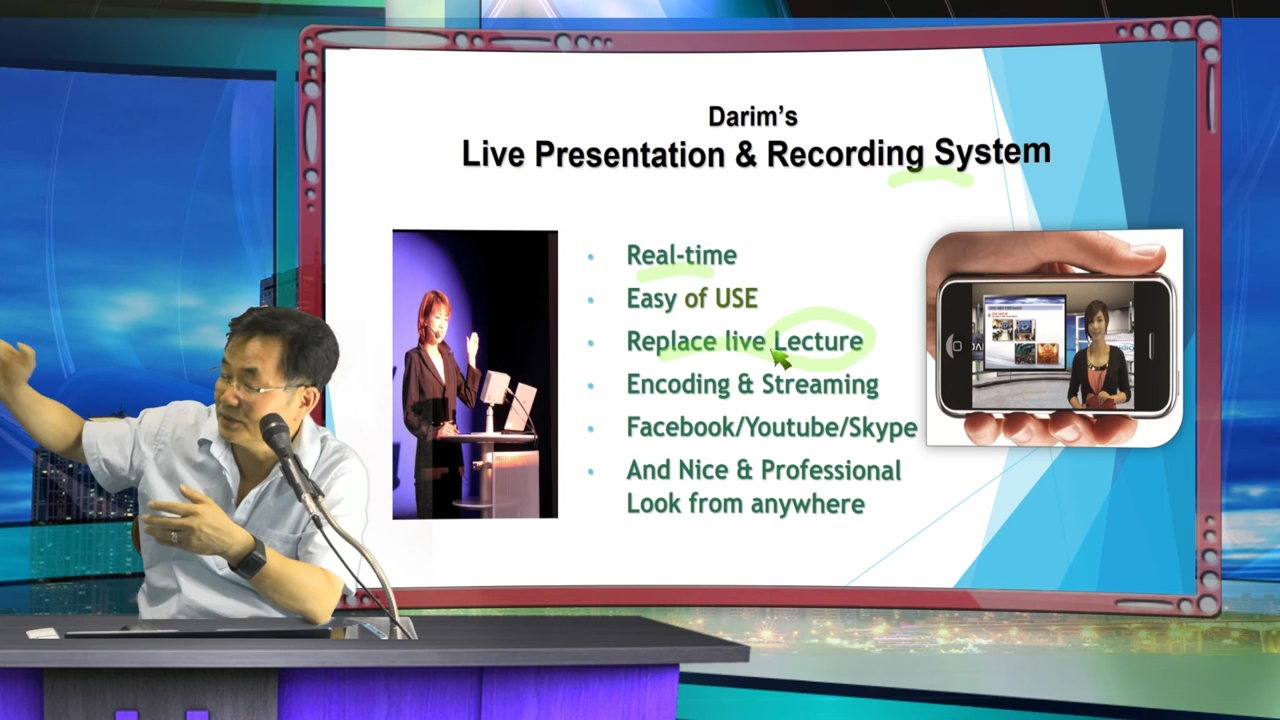 Darim's
Live Presentation & Recording System
Real-time
Easy of USE
Replace live Lecture
Encoding & Streaming
Facebook/Youtube/Skype
And Nice & Professional
Look from anywhere